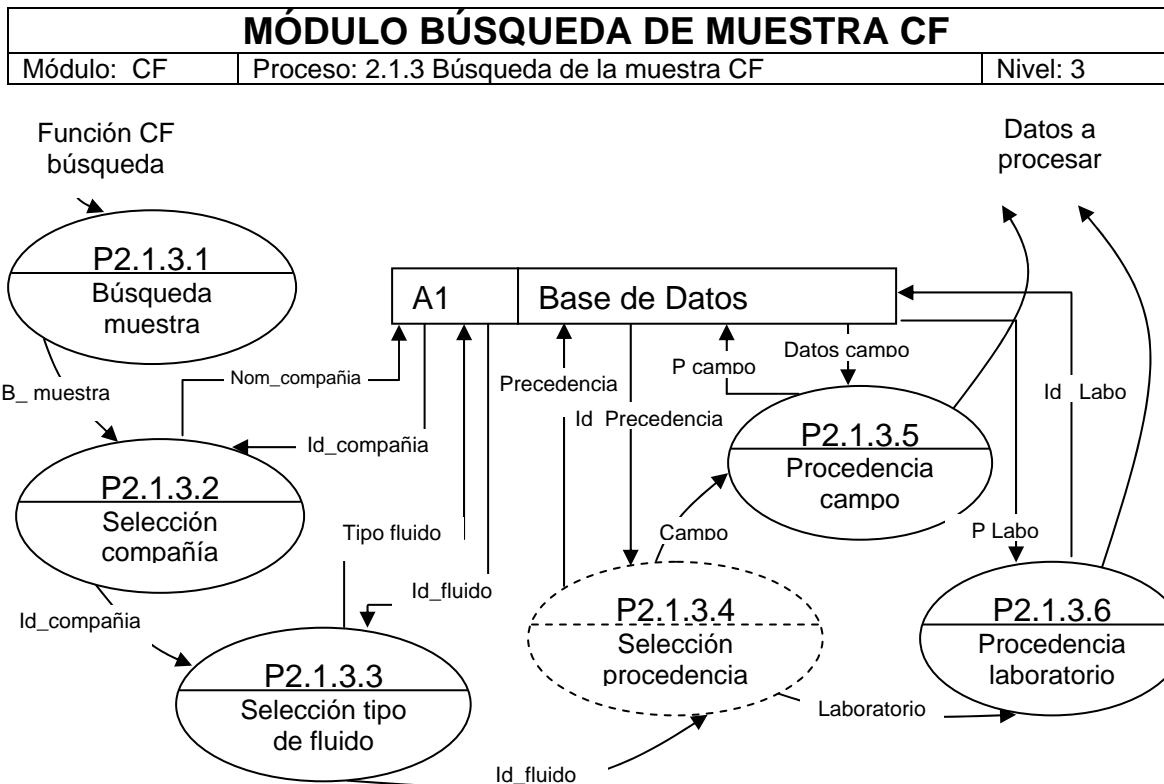 MÓDULO BÚSQUEDA DE MUESTRA CF
Módulo: CF
Proceso: 2.1.3 Búsqueda de la muestra CF
Nivel: 3
Función CF
búsqueda
Datos a
procesar
P2.1.3.1
Búsqueda
muestra
A1
Base de Datos
Nom_compañia
Precedencia
P campo
Datos campo
Id Labo
B_ muestra
Id_compañia
Id Precedencia
P2.1.3.5
Procedencia
campo
P2.1.3.2
Selección
compañía
Tipo fluido
Campo
P Labo
Id_compañia
Id_fluido
P2.1.3.4
Selección
procedencia
P2.1.3.6
Procedencia
laboratorio
P2.1.3.3
Selección tipo
de fluido
Laboratorio
Id_fluido